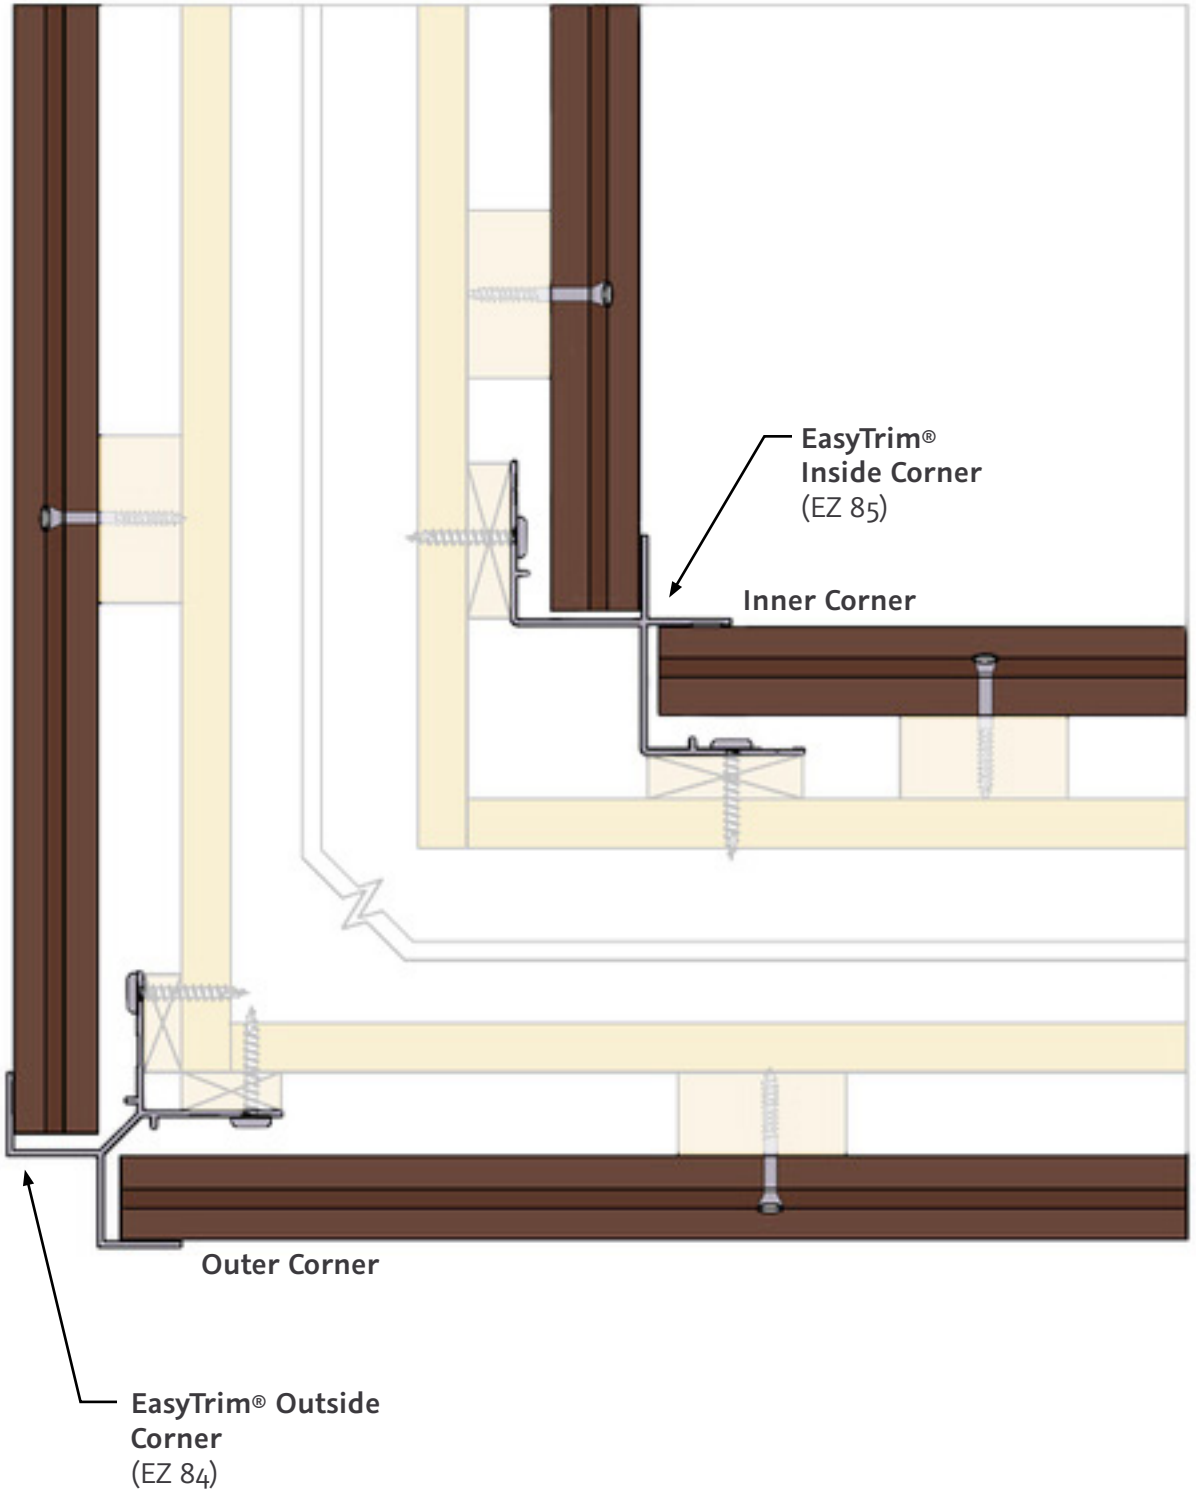 EasyTrim®
Inside Corner
(EZ 85)
Inner Corner
Outer Corner
EasyTrim® Outside
Corner
(EZ 84)